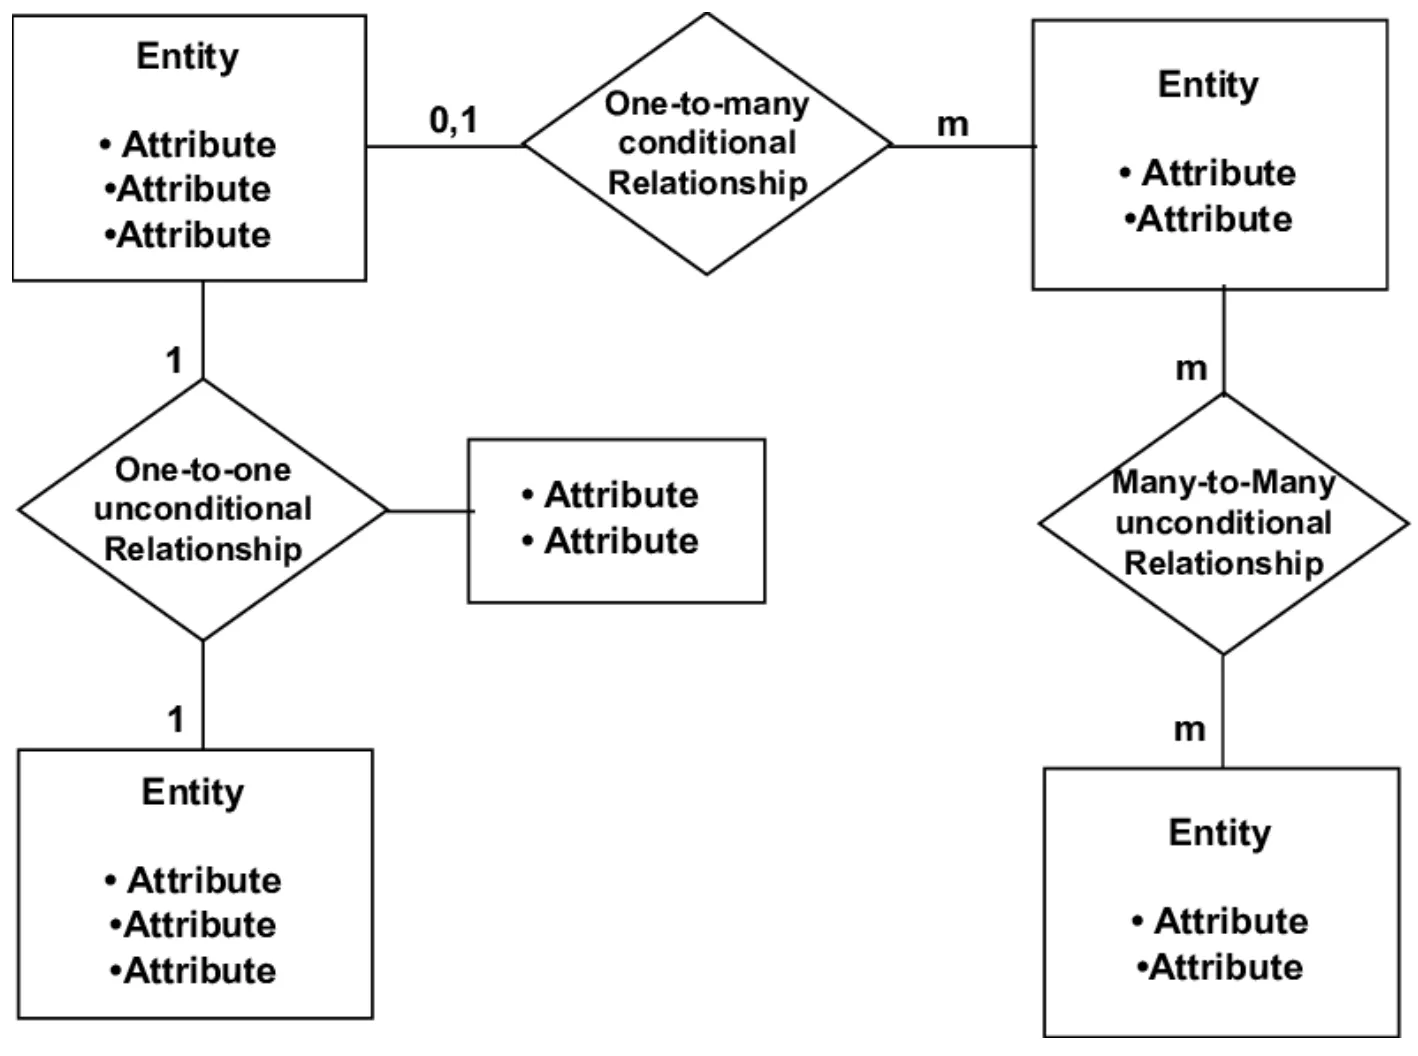 Entity
• Attribute
•Attribute
•Attribute
0,1
One-to-many
conditional
Relationship
m
Entity
• Attribute
•Attribute
1
One-to-one
unconditional
Relationship
• Attribute
• Attribute
m
Many-to-Many
unconditional
Relationship
1
Entity
• Attribute
•Attribute
•Attribute
m
Entity
• Attribute
•Attribute